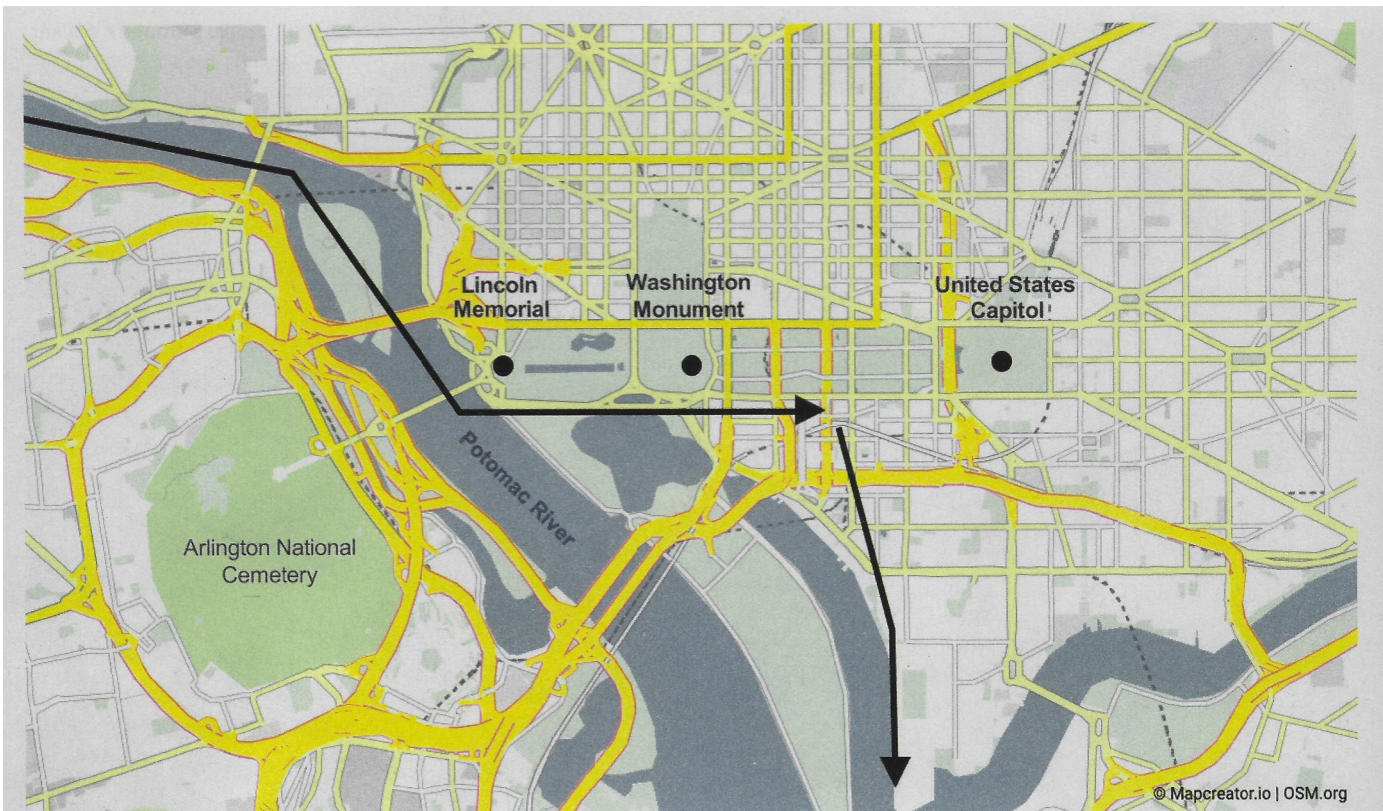 Lincoln
Memorial
Washington
Monument
United States
Capitol
Potomac River
Arlington National
Cemetery
© Mapcreator.io | OSM.org